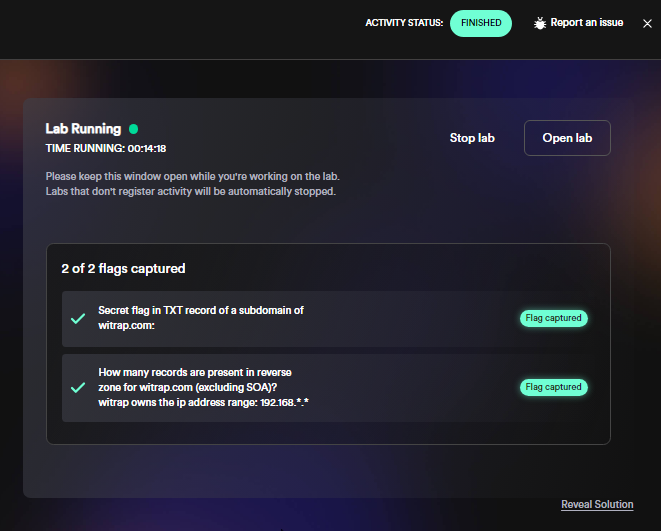 ACTIVITY STATUS: FINISHED Report an issue
Lab Running
TIME RUNNING: 00:14:18
Stop lab Open lab
Please keep this window open while you're working on the lab.
Labs that don't register activity will be automatically stopped.
2 of 2 flags captured
Secret flag in TXT record of a subdomain of
witrap.com:
Flag captured
How many records are present in reverse
zone for witrap.com (excluding SOA)?
witrap owns the ip address range: 192.168.*.*
Flag captured
Reveal Solution